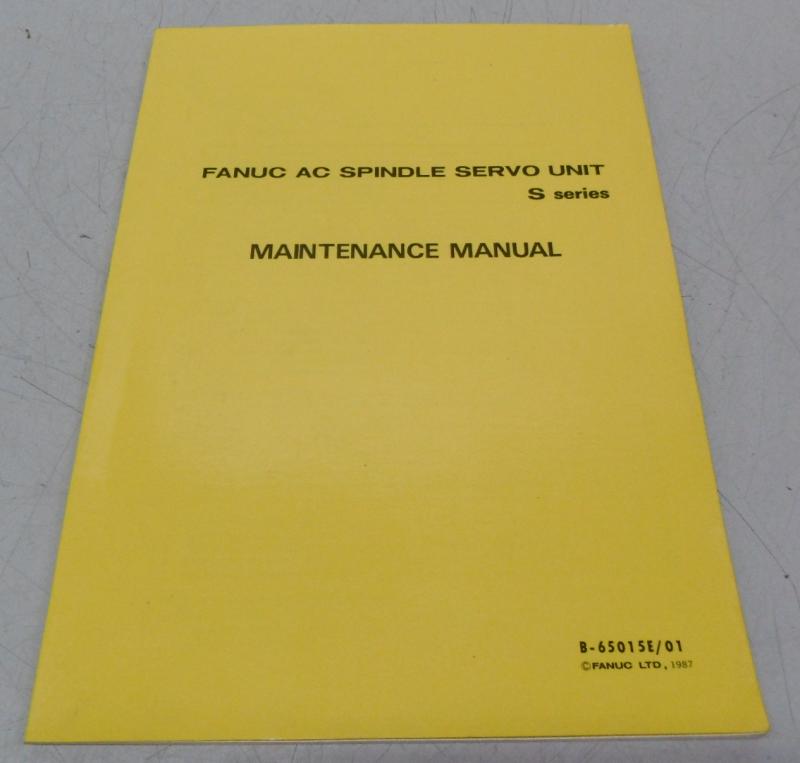 FANUC AC SPINDLE SERVO UNIT
S series
MAINTENANCE MANUAL
B-65015E/01
©FANUC LTD, 1987